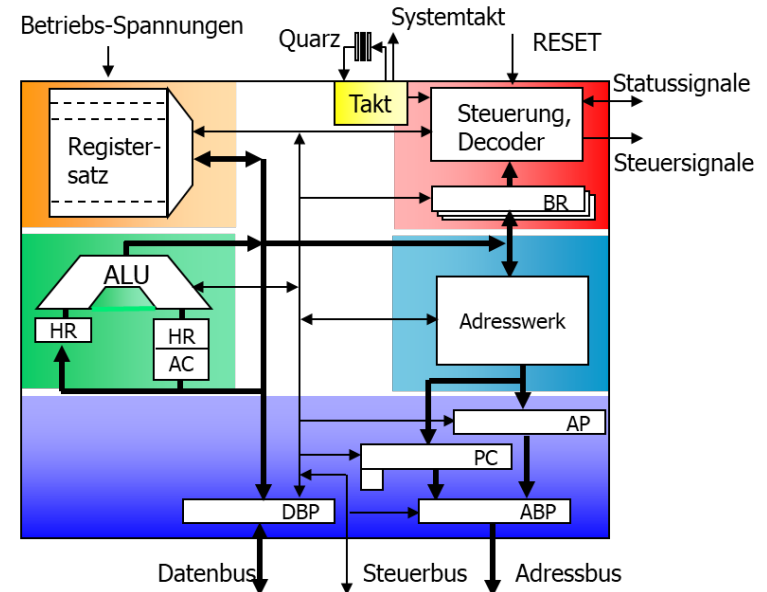 Betriebs-Spannungen
Systemtakt
Quarz
RESET
Takt
Statussignale
Steuerung,
Decoder
Steuersignale
Register-
satz
BR
ALU
HR
HR
AC
Adresswerk
AP
PC
DBP
ABP
Datenbus
Steuerbus
Adressbus